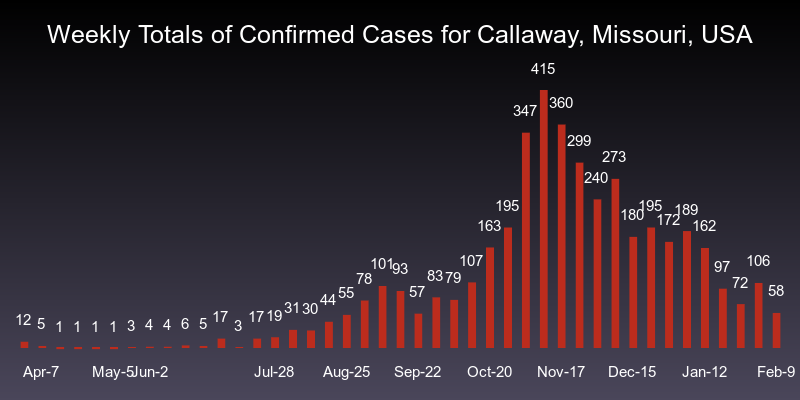 Weekly Totals of Confirmed Cases for Callaway, Missouri, USA
415
360
347
299
273
240
195 195
180 189
172
163 162
107 101 106
93 97
83 79 78 72
57 55 58
44
31 30
12 5 1 1 1 1 3 4 4 6 5 17 3 17 19
Apr-7 May-5 Jun-2 Jul-28 Aug-25 Sep-22 Oct-20 Nov-17 Dec-15 Jan-12 Feb-9